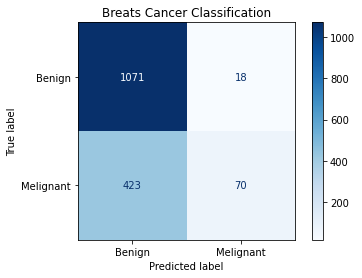 Breats Cancer Classification
True label
Benign
1071
18
Melignant
423
70
Benign
Melignant
Predicted label
1000
800
600
400
200